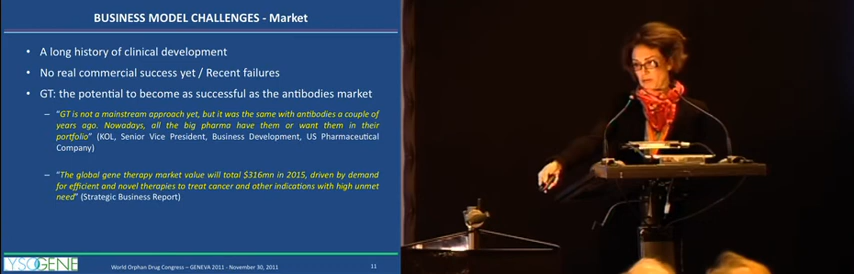 BUSINESS MODEL CHALLENGES - Market
• A long history of clinical development
• No real commercial success yet / Recent failures
• GT: the potential to become as successful as the antibodies market
– "GT is not a mainstream approach yet, but it was the same with antibodies a couple of
years ago. Nowadays, all the big pharma have them or want them in their
portfolio" (KOL, Senior Vice President, Business Development, US Pharmaceutical
Company)
– "The global gene therapy market value will total $316mn in 2015, driven by demand
for efficient and novel therapies to treat cancer and other indications with high unmet
need" (Strategic Business Report)
LYSOGENE
World Orphan Drug Congress – GENEVA 2011 - November 30, 2011
11